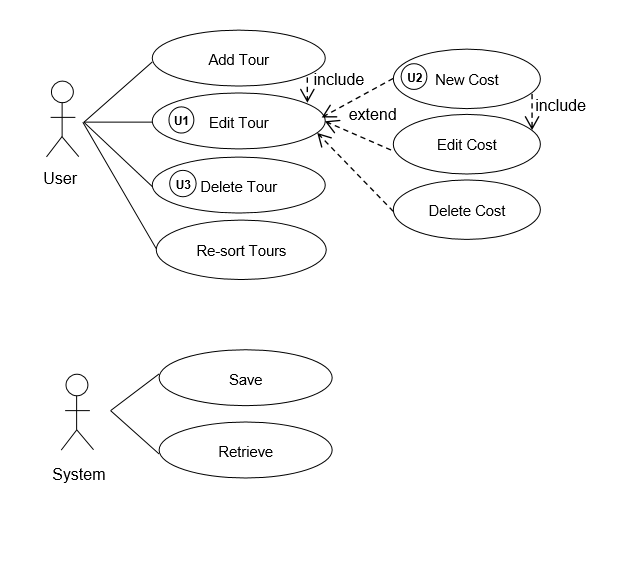 Add Tour
include
U2 New Cost
include
U1 Edit Tour
extend
Edit Cost
User
U3 Delete Tour
Delete Cost
Re-sort Tours
Save
System
Retrieve